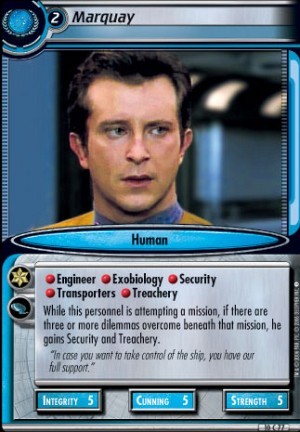 2 Marquay
Human
Engineer Exobiology Security
Transporters Treachery
While this personnel is attempting a mission, if there are
three or more dilemmas overcome beneath that mission, he
gains Security and Treachery.
"In case you want to take control of the ship, you have our
full support."
INTEGRITY 5 CUNNING 5 STRENGTH 5